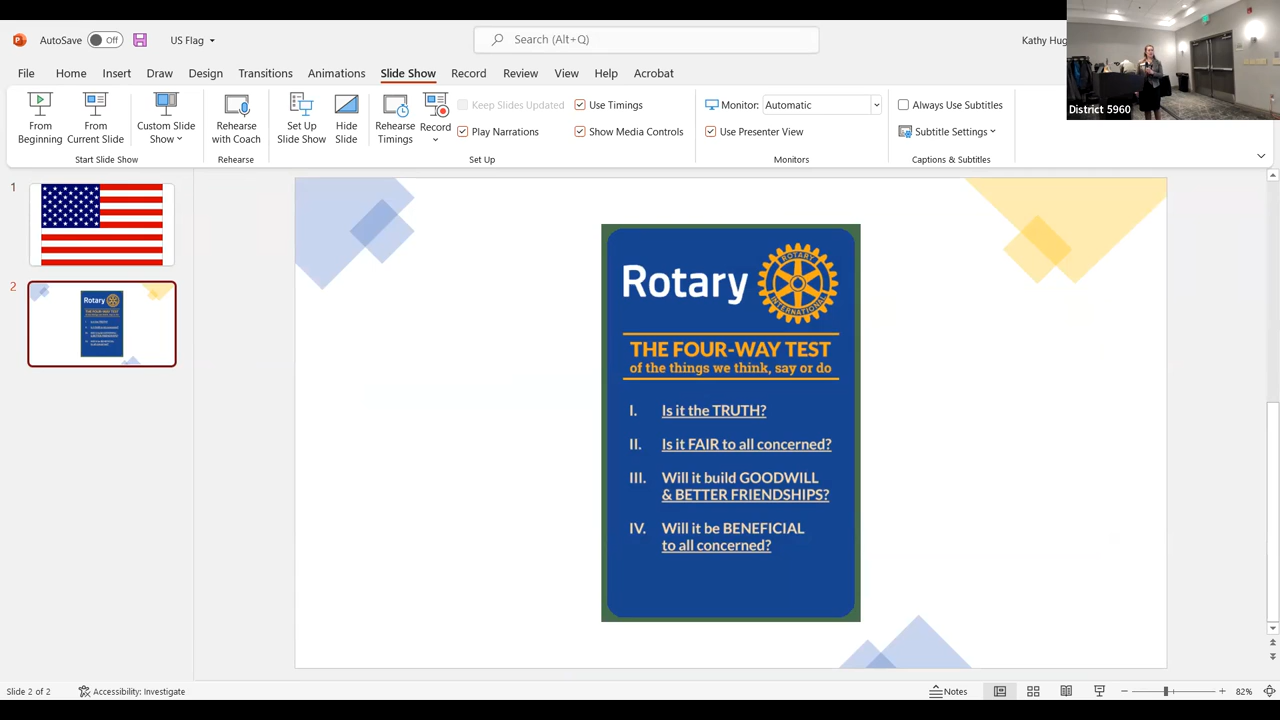 AutoSave
Off
US Flag
Search (Alt+Q)
Kathy Hug
File
Home
Insert
Draw
Design
Transitions
Animations
Slide Show
Record
Review
View
Help
Acrobat
From
Beginning
From
Current Slide
Custom Slide
Show
Start Slide Show
Rehearse
with Coach
Rehearse
Set Up
Slide Show
Hide
Slide
Rehearse
Timings
Record
Keep Slides Updated
Play Narrations
Use Timings
Show Media Controls
Set Up
Monitor:
Automatic
Use Presenter View
Monitors
Always Use Subtitles
Subtitle Settings
Captions & Subtitles
District 5960
1
2
Rotary
ROTARY
INTERNATIONAL
THE FOUR-WAY TEST
of the things we think, say or do
I. Is it the TRUTH?
II. Is it FAIR to all concerned?
III. Will it build GOODWILL
& BETTER FRIENDSHIPS?
IV. Will it be BENEFICIAL
to all concerned?
Slide 2 of 2
Accessibility: Investigate
Notes
82%